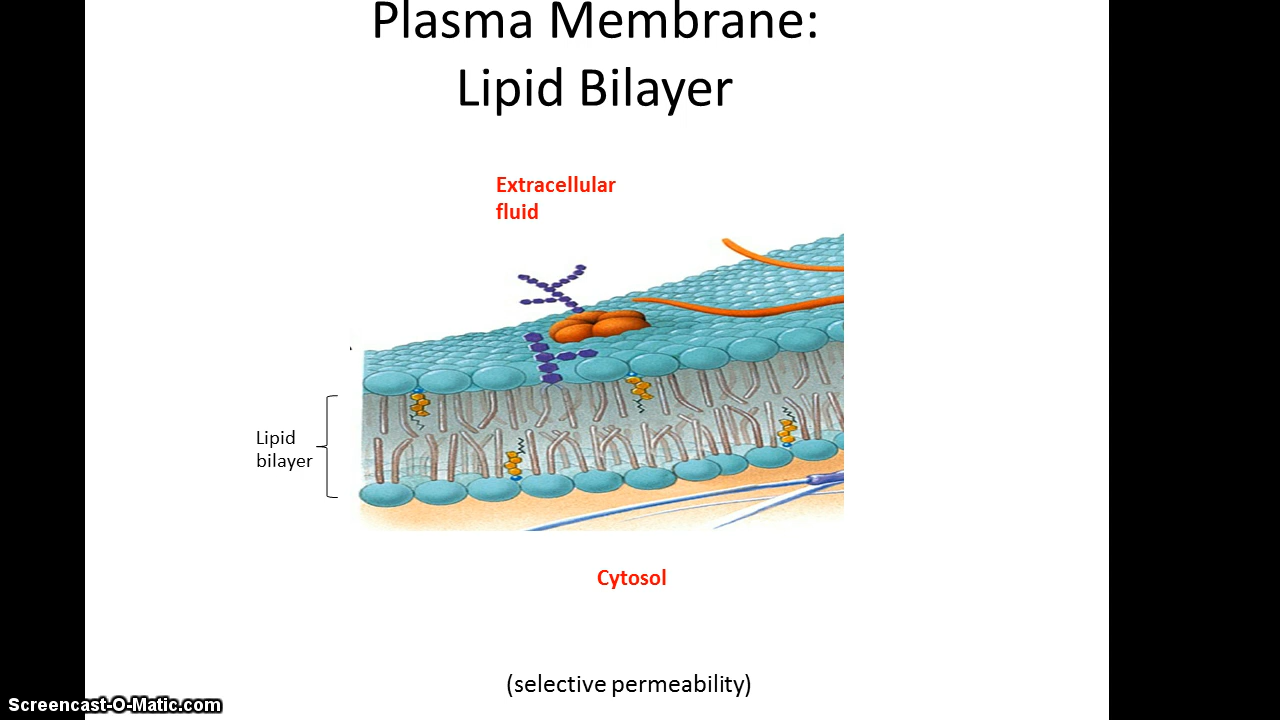 Plasma Membrane:
Lipid Bilayer
Extracellular
fluid
Lipid
bilayer
Cytosol
(selective permeability)
Screencast-O-Matic.com